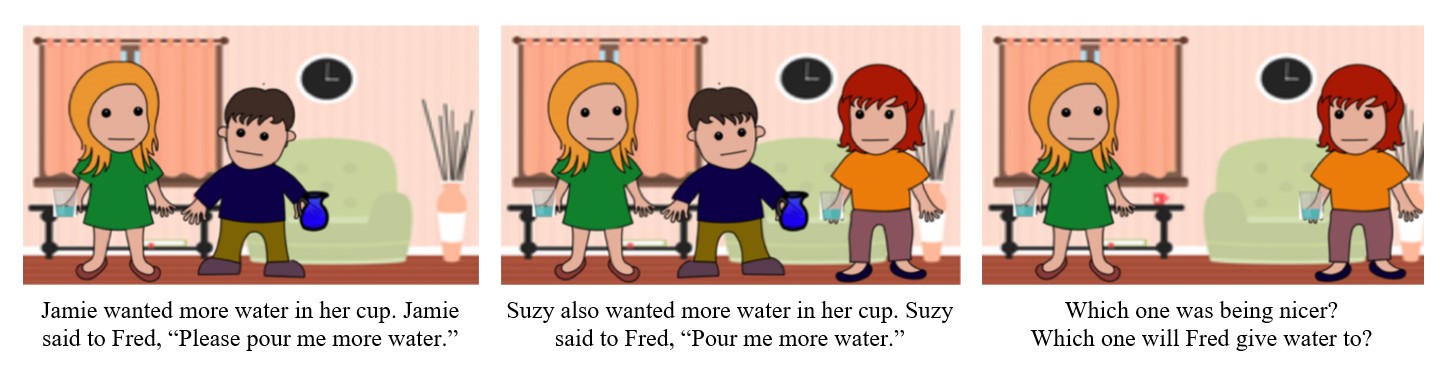 Jamie wanted more water in her cup. Jamie
said to Fred, “Please pour me more water.”
Suzy also wanted more water in her cup. Suzy
said to Fred, “Pour me more water.”
Which one was being nicer?
Which one will Fred give water to?